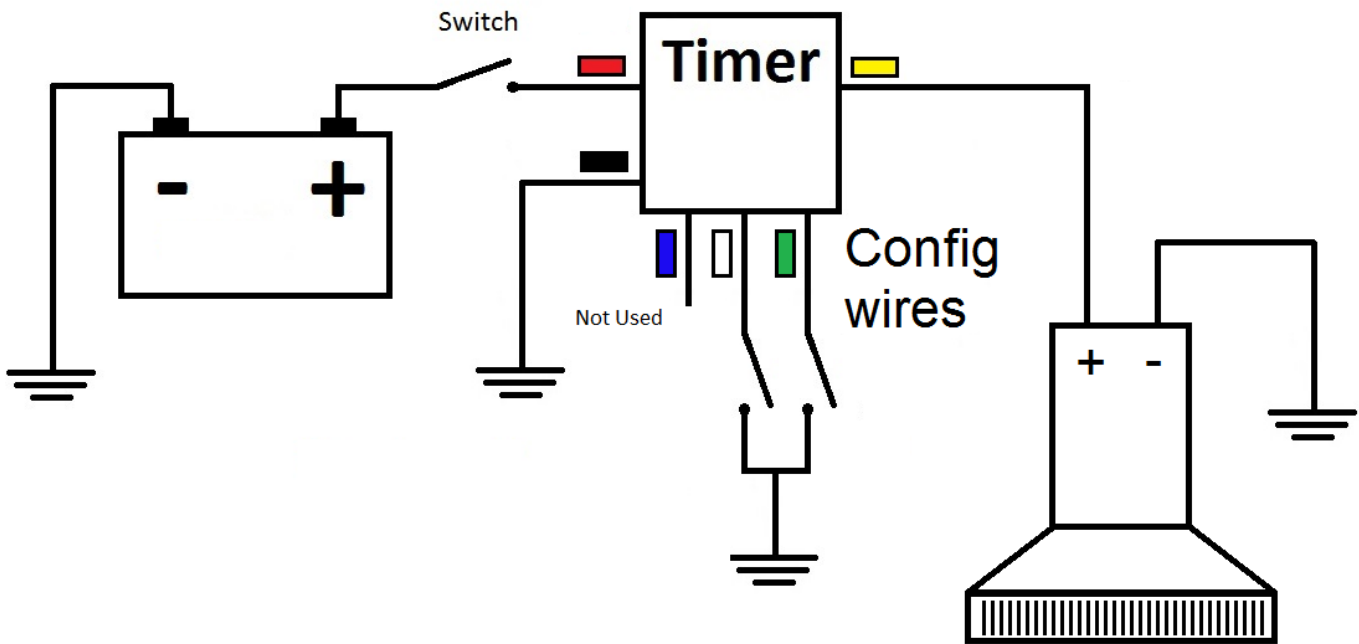 Switch
Timer
- +
Config
wires
Not Used
+ -